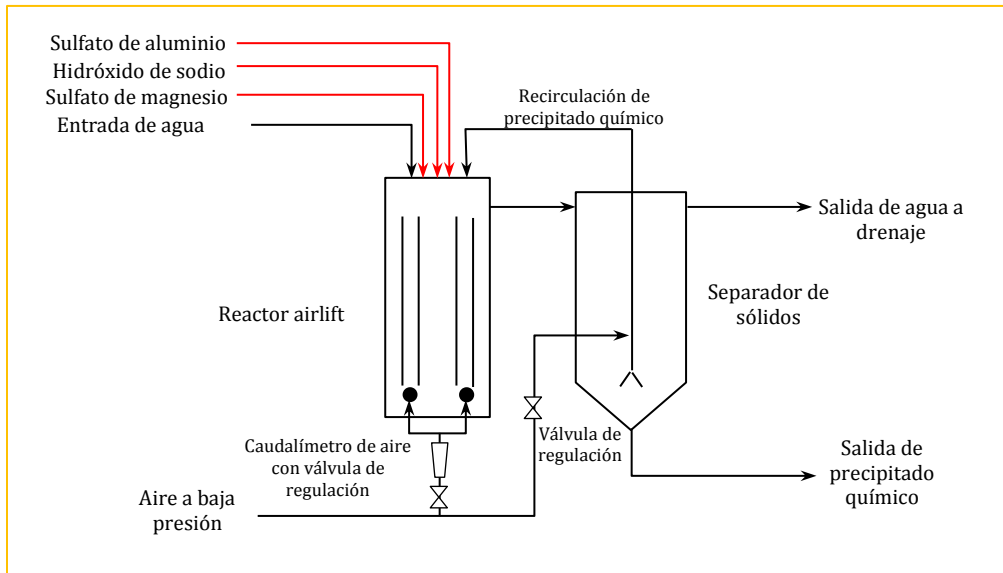 Sulfato de aluminio
Hidróxido de sodio
Sulfato de magnesio
Entrada de agua
Recirculación de
precipitado químico
Salida de agua a
drenaje
Reactor airlift
Separador de
sólidos
Caudalímetro de aire
con válvula de
regulación
Válvula de
regulación
Aire a baja
presión
Salida de
precipitado
químico